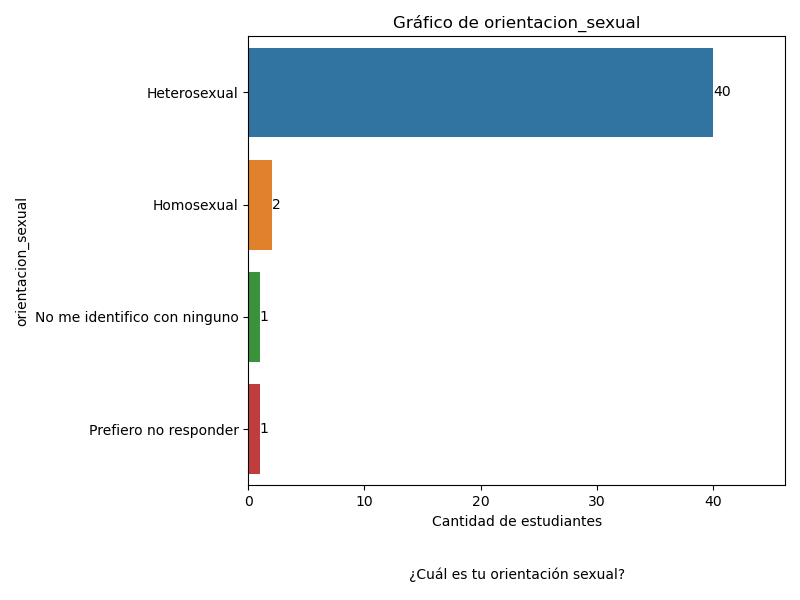 Gráfico de orientacion_sexual
orientacion_sexual
Heterosexual
40
Homosexual
2
No me identifico con ninguno
1
Prefiero no responder
1
0 10 20 30 40
Cantidad de estudiantes
¿Cuál es tu orientación sexual?